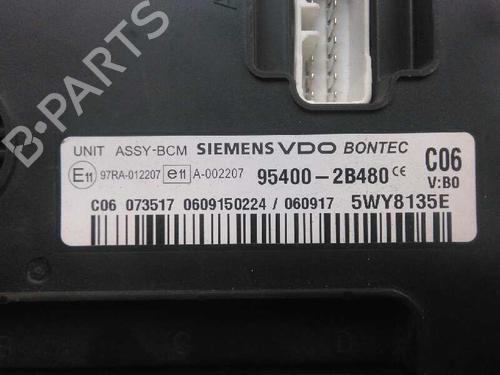 B-PARTS
UNIT ASSY-BCM SIEMENS VDO BONTEC
E11 97RA-012207 e11 A-002207 95400-2B480 CE C06
V:B0
C06 073517 0609150224 / 060917 5WY8135E